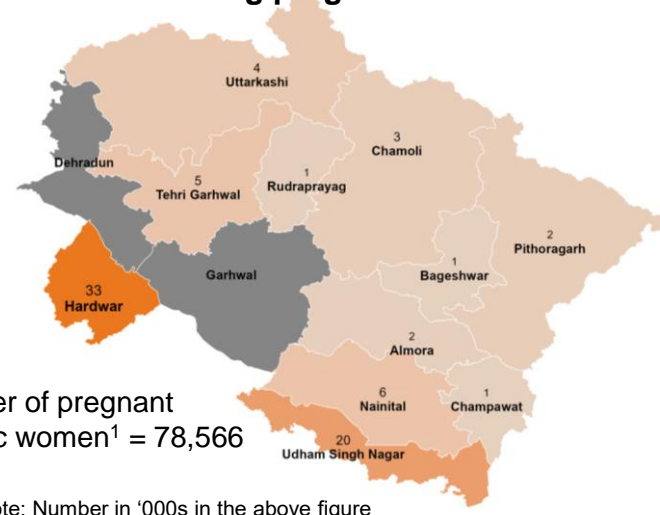 4
Uttarkashi
3
Chamoli
Dehradun
5
Tehri Garhwal
1
Rudraprayag
2
Pithoragarh
1
Bageshwar
Garhwal
33
Hardwar
2
Almora
6
Nainital
1
Champawat
20
Udham Singh Nagar
er of pregnant
c women¹ = 78,566
ote: Number in ‘000s in the above figure